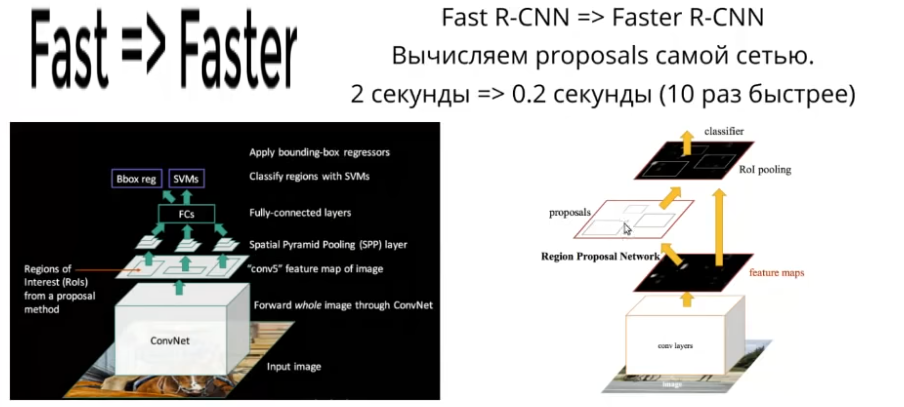 Fast => Faster
Fast R-CNN => Faster R-CNN
Вычисляем proposals самой сетью.
2 секунды => 0.2 секунды (10 раз быстрее)
Apply bounding-box regressors
Bbox reg
SVMs
Classify regions with SVMs
FCs
Fully-connected layers
Spatial Pyramid Pooling (SPP) layer
Regions of
Interest (RoIs)
from a proposal
method
"conv5" feature map of image
Forward whole image through ConvNet
ConvNet
Input image
classifier
RoI pooling
proposals
Region Proposal Network
feature maps
conv layers
image